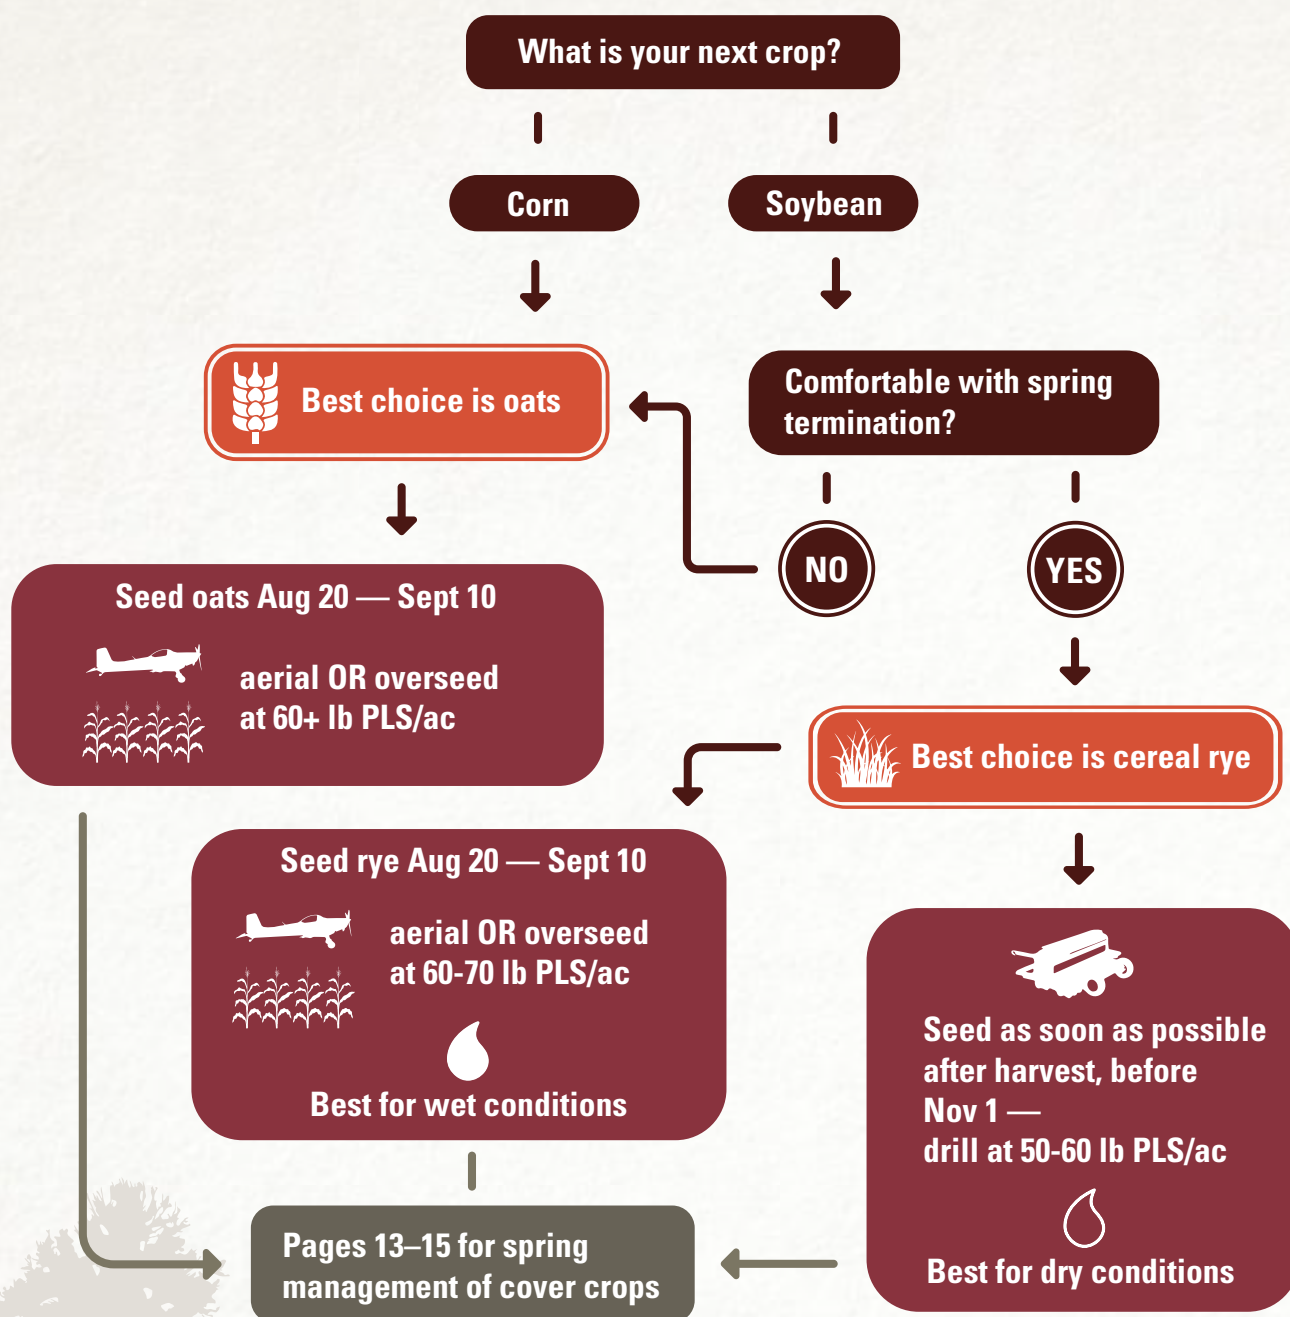 What is your next crop?
Corn
Soybean
Best choice is oats
Comfortable with spring
termination?
NO
YES
Seed oats Aug 20 — Sept 10
aerial OR overseed
at 60+ lb PLS/ac
Best choice is cereal rye
Seed rye Aug 20 — Sept 10
aerial OR overseed
at 60-70 lb PLS/ac
Best for wet conditions
Seed as soon as possible
after harvest, before
Nov 1 —
drill at 50-60 lb PLS/ac
Best for dry conditions
Pages 13–15 for spring
management of cover crops